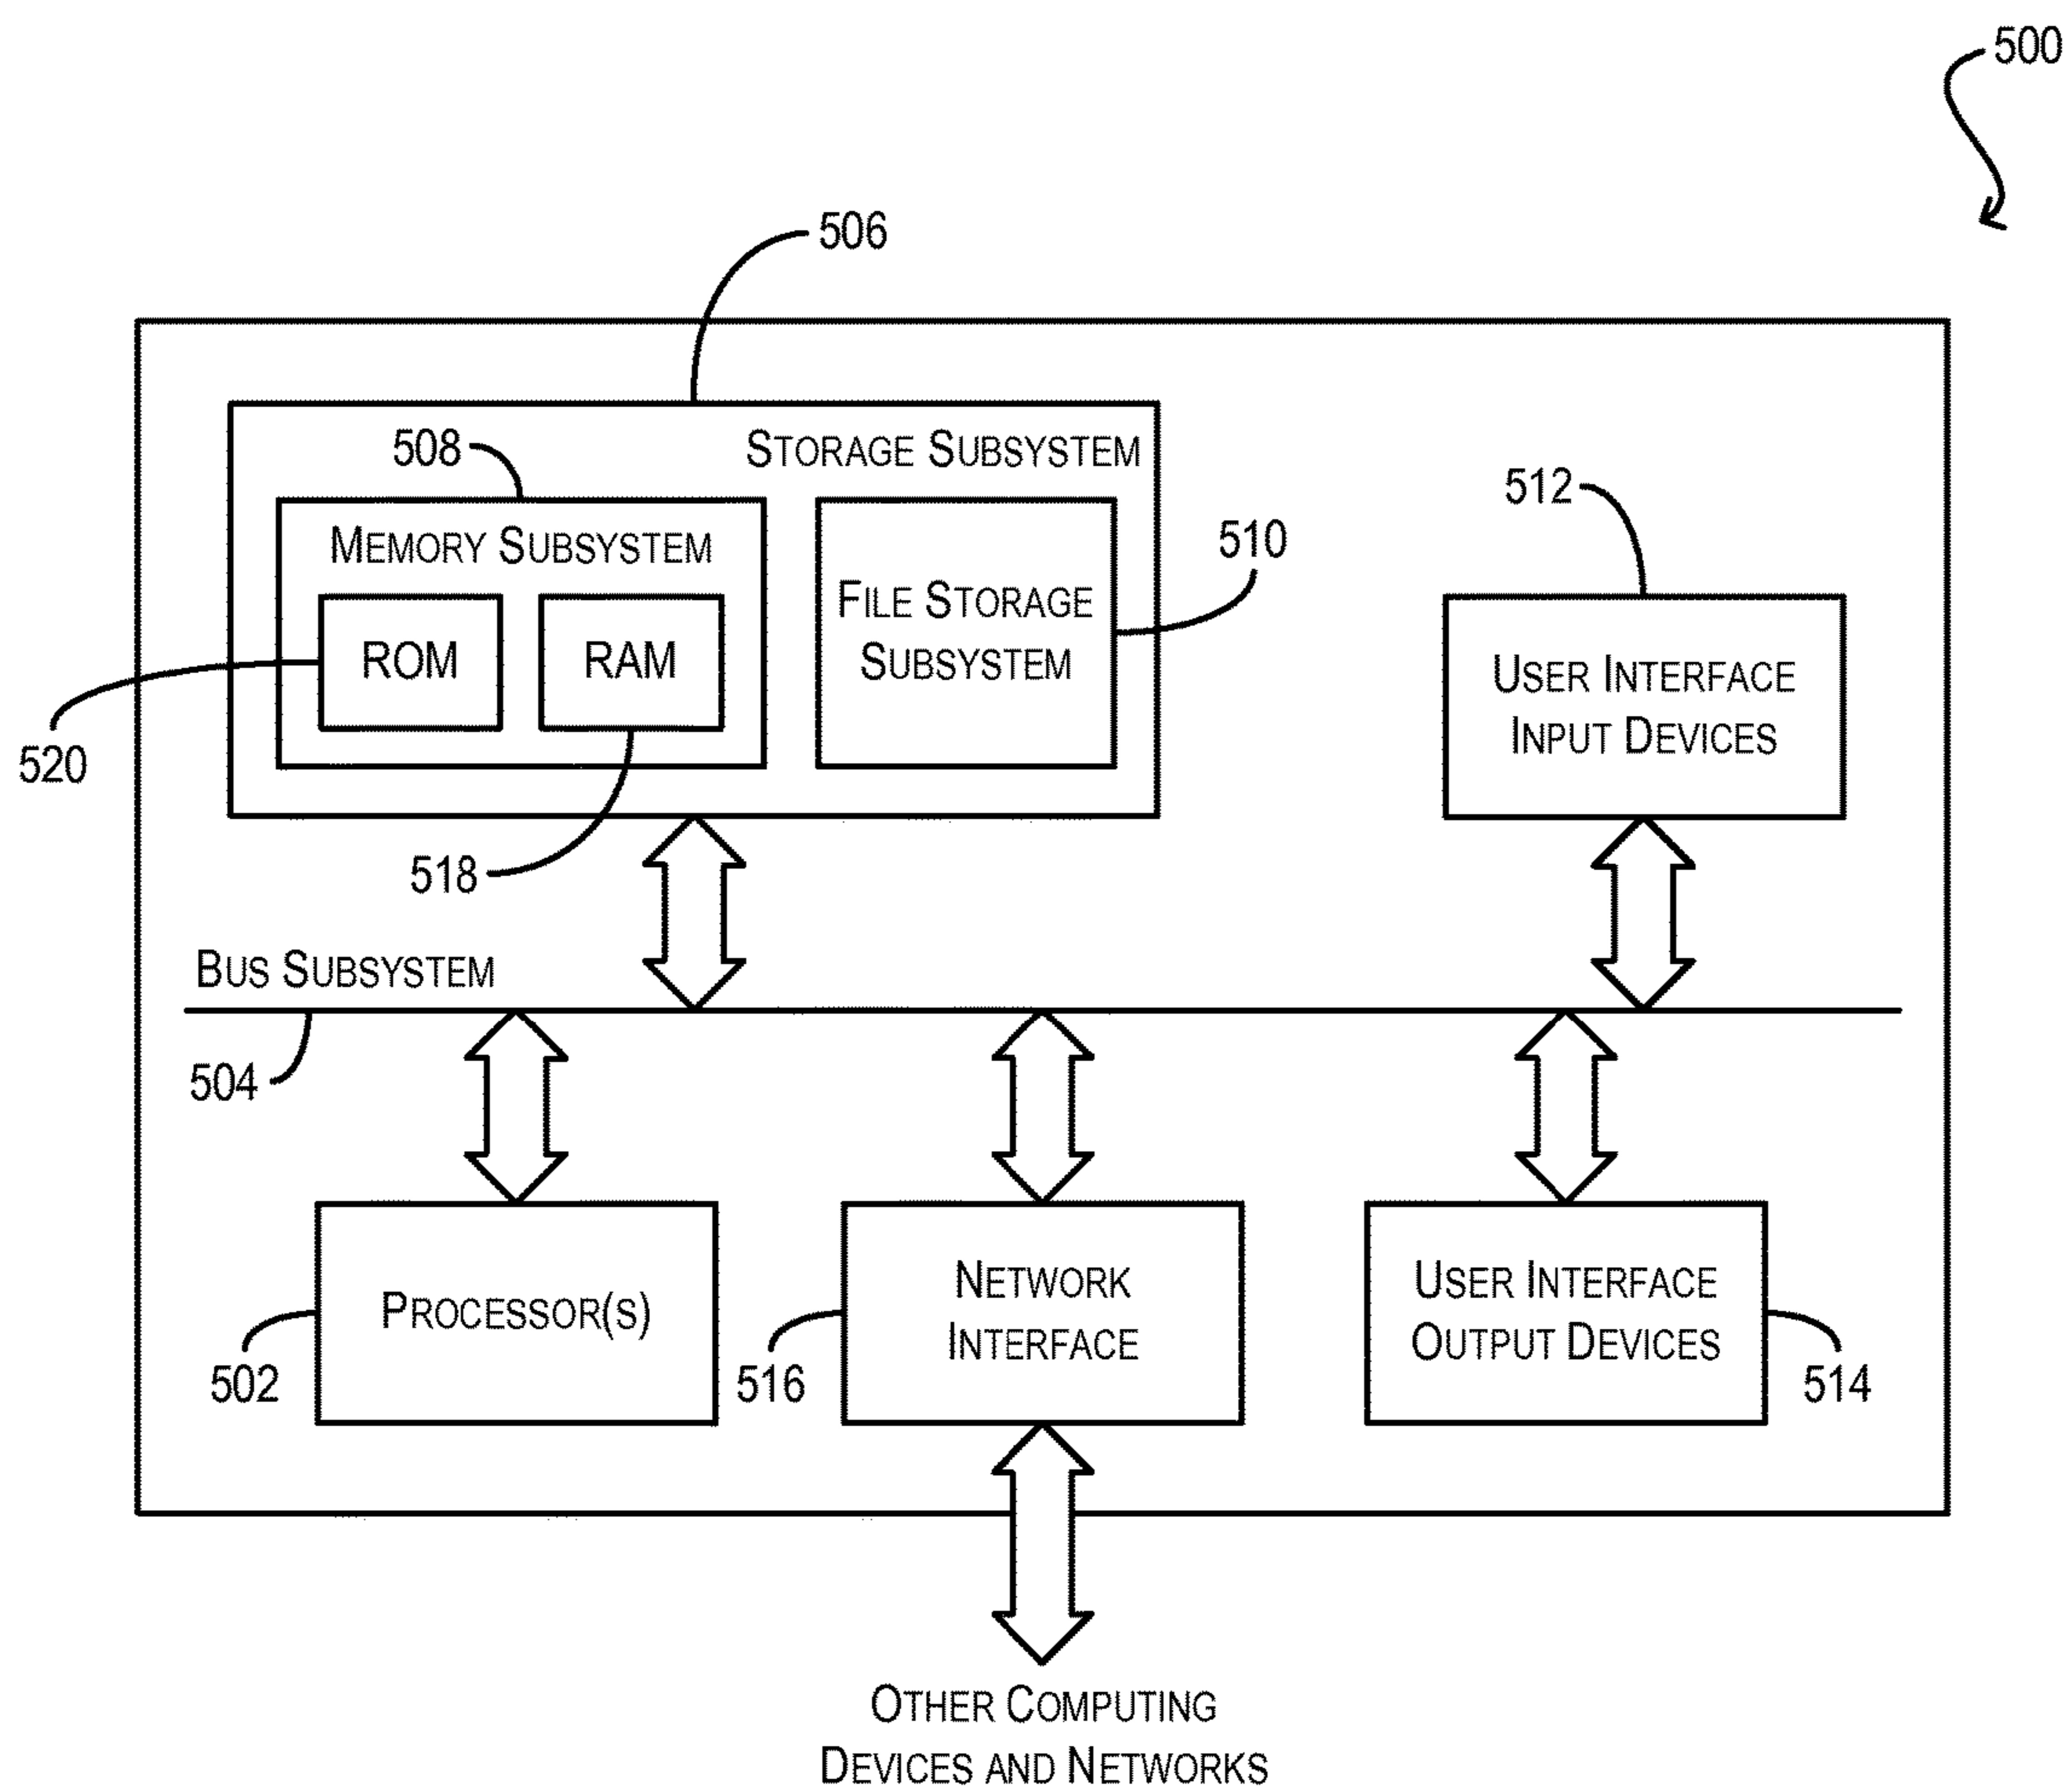 500
506
508
STORAGE SUBSYSTEM
512
MEMORY SUBSYSTEM
510
FILE STORAGE
SUBSYSTEM
ROM
RAM
USER INTERFACE
INPUT DEVICES
520
518
BUS SUBSYSTEM
504
PROCESSOR(S)
NETWORK
INTERFACE
USER INTERFACE
OUTPUT DEVICES
502
516
514
OTHER COMPUTING
DEVICES AND NETWORKS